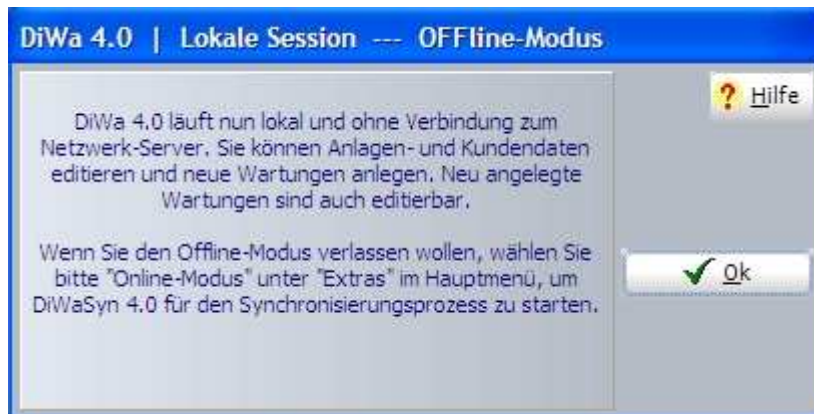 DiWa 4.0 | Lokale Session --- OFFline-Modus
Hilfe
DiWa 4.0 läuft nun lokal und ohne Verbindung zum
Netzwerk-Server. Sie können Anlagen- und Kundendaten
editieren und neue Wartungen anlegen. Neu angelegte
Wartungen sind auch editierbar.
Wenn Sie den Offline-Modus verlassen wollen, wählen Sie
bitte "Online-Modus" unter "Extras" im Hauptmenü, um
DiWaSyn 4.0 für den Synchronisierungsprozess zu starten.
Ok